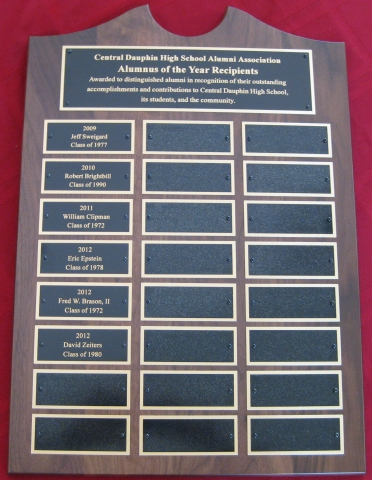 Central Dauphin High School Alumni Association
Alumnus of the Year Recipients
Awarded to distinguished alumni in recognition of their outstanding
accomplishments and contributions to Central Dauphin High School,
its students, and the community.
2009
Jeff Sweigard
Class of 1977
2010
Robert Brightbill
Class of 1990
2011
William Clipman
Class of 1972
2012
Eric Epstein
Class of 1978
2012
Fred W. Brason, II
Class of 1972
2012
David Zeiters
Class of 1980